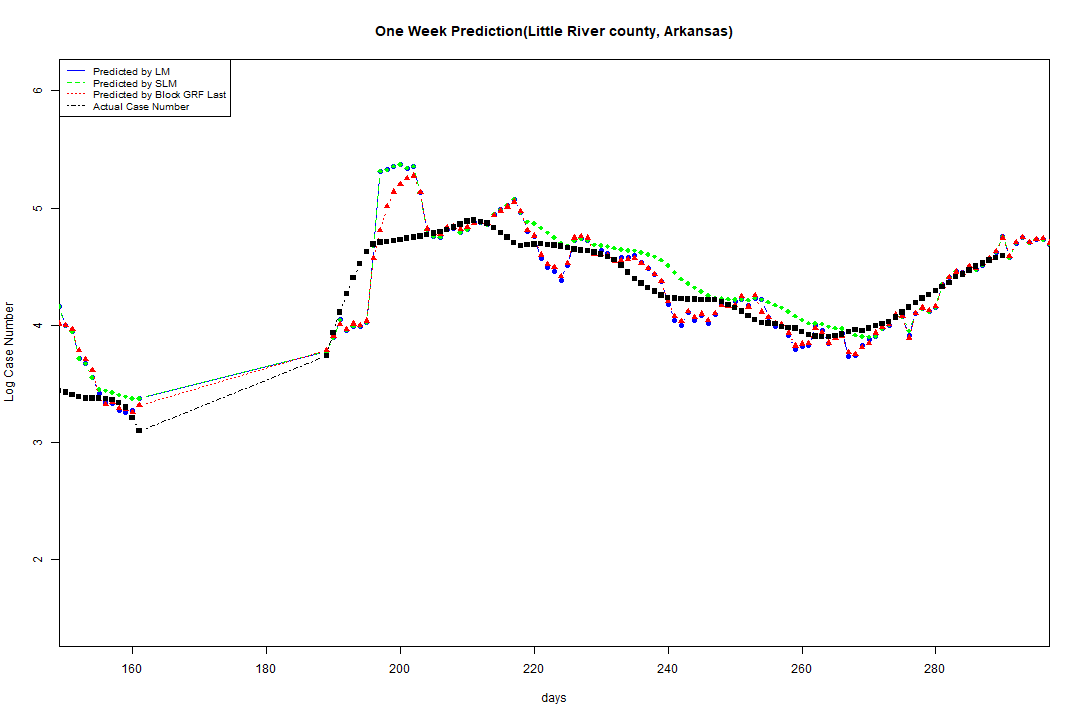 One Week Prediction(Little River county, Arkansas)
Predicted by LM
Predicted by SLM
Predicted by Block GRF Last
Actual Case Number
6
5
4
3
2
Log Case Number
160 180 200 220 240 260 280
days